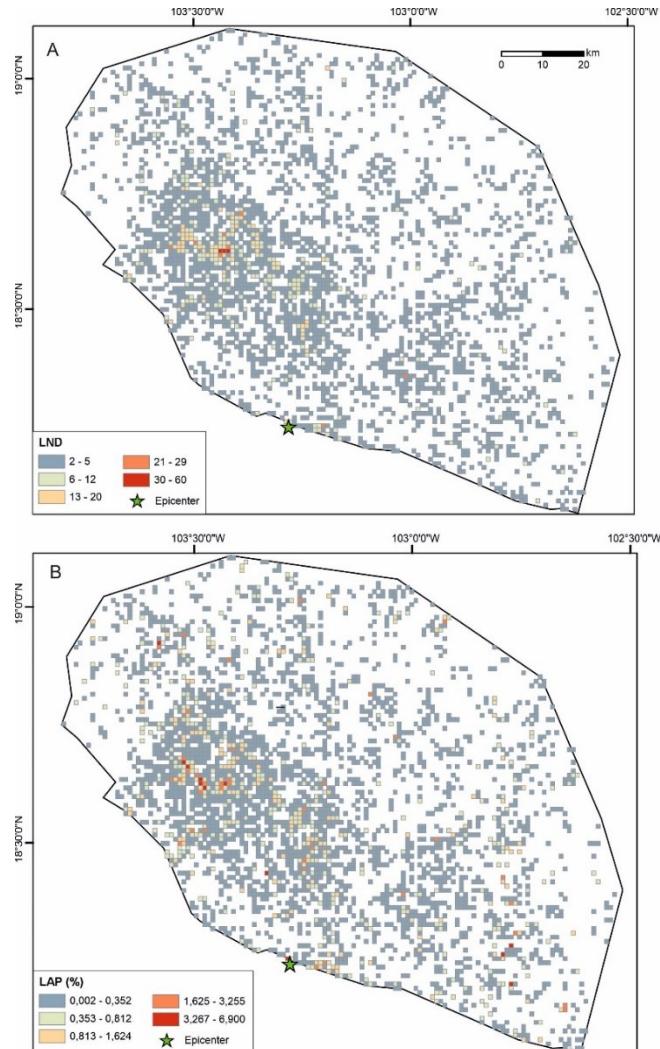 103°30'0"W 103°0'0"W 102°30'0"W
A
km
0 10 20
19°0'0"N
18°30'0"N
LND
2 - 5 21 - 29
6 - 12 30 - 60
13 - 20 Epicenter
103°30'0"W 103°0'0"W 102°30'0"W
B
19°0'0"N
18°30'0"N
LAP (%)
0,002 - 0,352 1,625 - 3,255
0,353 - 0,812 3,267 - 6,900
0,813 - 1,624 Epicenter